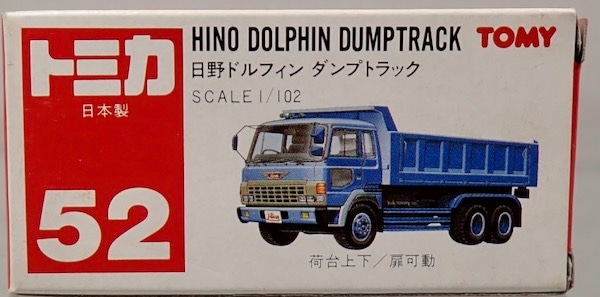 トミカ
日本製
52
HINO DOLPHIN DUMPTRACK
TOMY
日野ドルフィン ダンプトラック
SCALE 1/102
荷台上下/扉可動